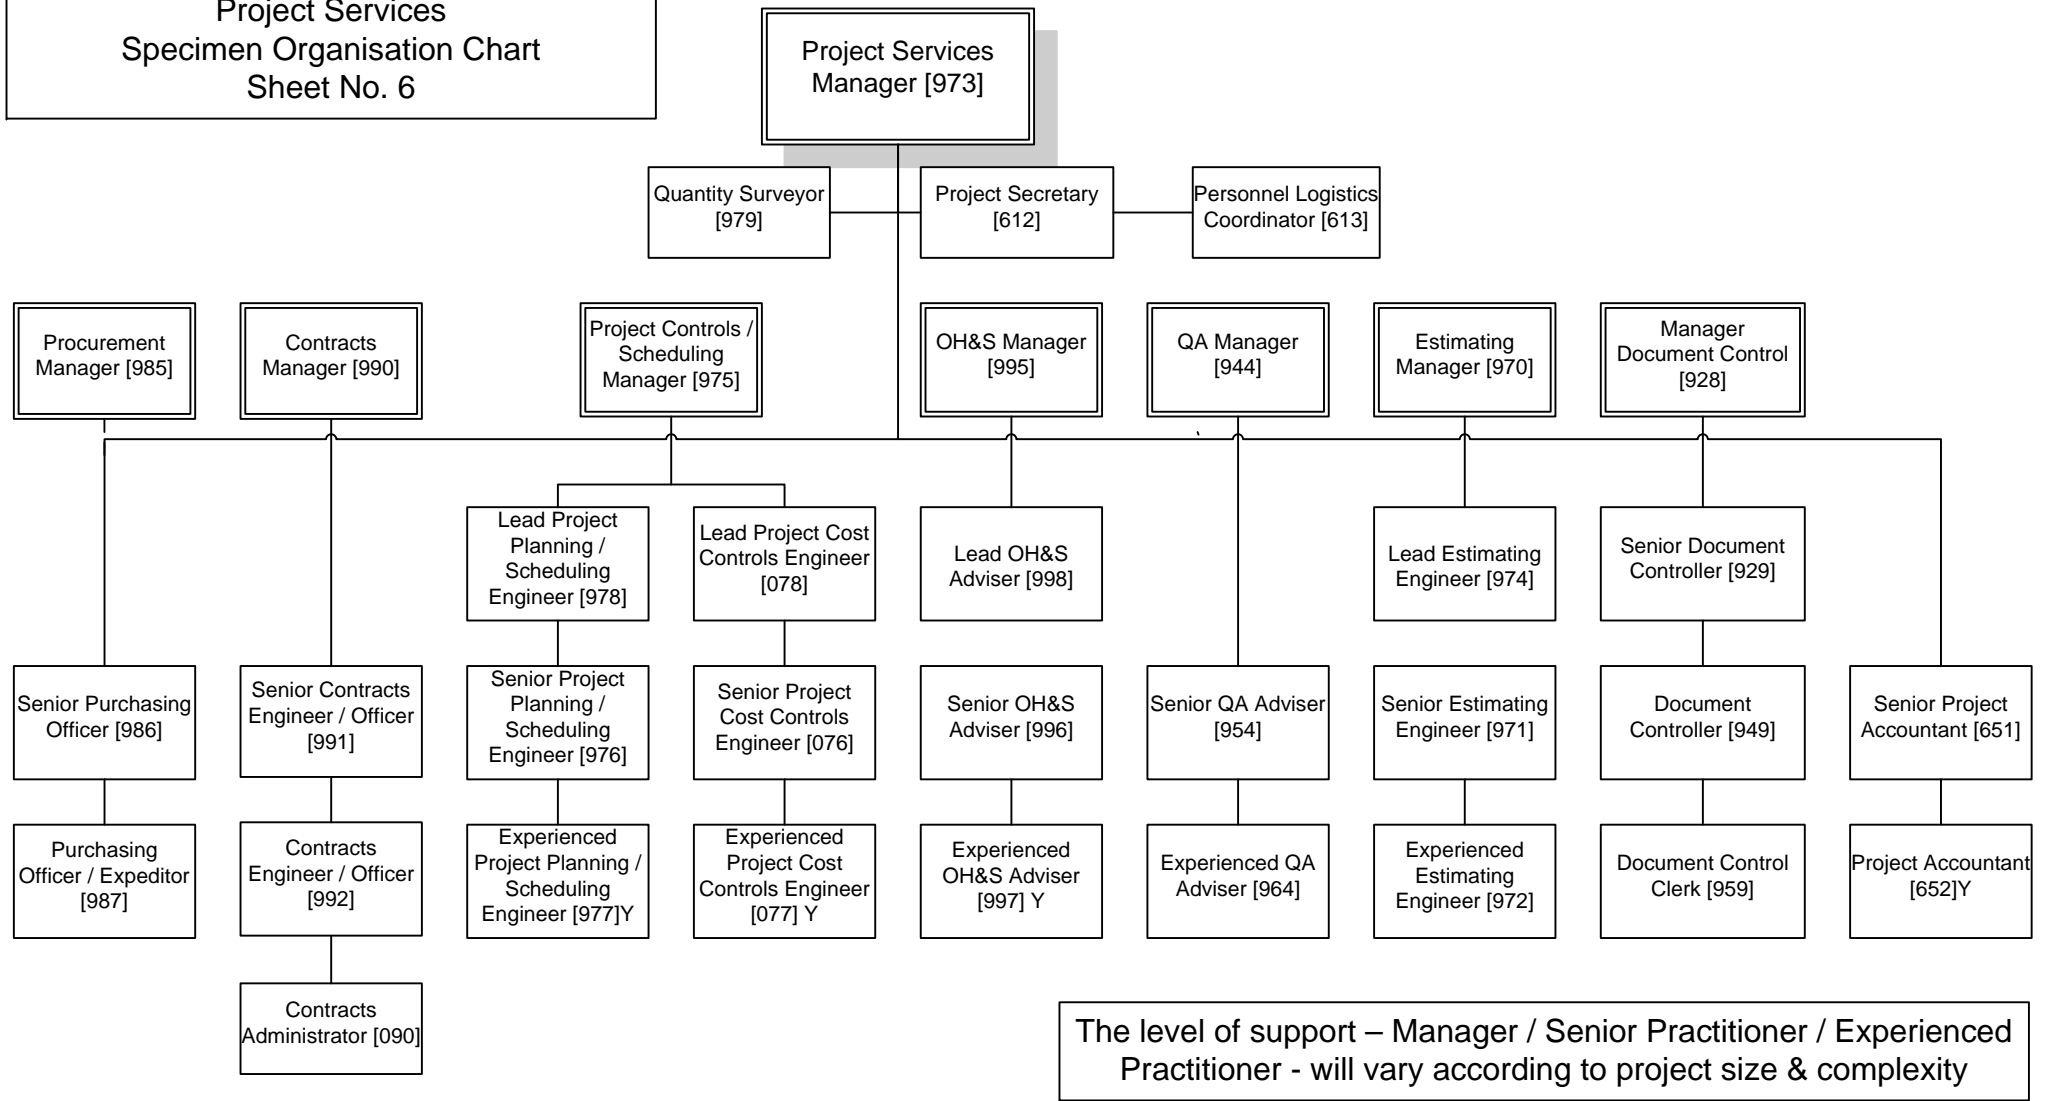 Project Services
Specimen Organisation Chart
Sheet No. 6
Project Services
Manager [973]
Quantity Surveyor
[979]
Project Secretary
[612]
Personnel Logistics
Coordinator [613]
Procurement
Manager [985]
Contracts
Manager [990]
Project Controls /
Scheduling
Manager [975]
OH&S Manager
[995]
QA Manager
[944]
Estimating
Manager [970]
Manager
Document Control
[928]
Lead Project
Planning /
Scheduling
Engineer [978]
Lead Project Cost
Controls Engineer
[078]
Lead OH&S
Adviser [998]
Lead Estimating
Engineer [974]
Senior Document
Controller [929]
Senior Purchasing
Officer [986]
Senior Contracts
Engineer / Officer
[991]
Senior Project
Planning /
Scheduling
Engineer [976]
Senior Project
Cost Controls
Engineer [076]
Senior OH&S
Adviser [996]
Senior QA Adviser
[954]
Senior Estimating
Engineer [971]
Document
Controller [949]
Senior Project
Accountant [651]
Purchasing
Officer / Expeditor
[987]
Contracts
Engineer / Officer
[992]
Experienced
Project Planning /
Scheduling
Engineer [977]Y
Experienced
Project Cost
Controls Engineer
[077] Y
Experienced
OH&S Adviser
[997] Y
Experienced QA
Adviser [964]
Experienced
Estimating
Engineer [972]
Document Control
Clerk [959]
Project Accountant
[652]Y
Contracts
Administrator [090]
The level of support – Manager / Senior Practitioner / Experienced
Practitioner - will vary according to project size & complexity